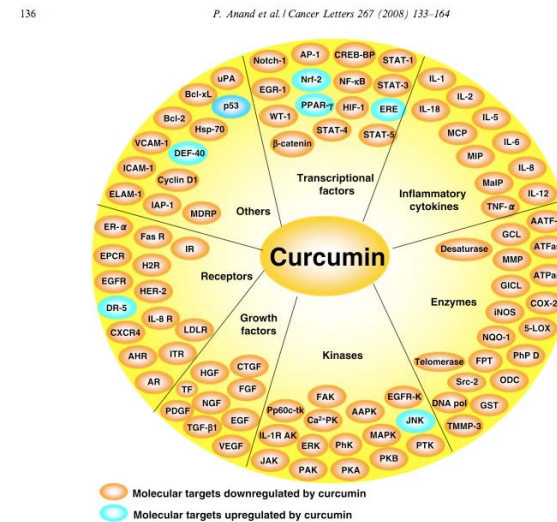 136
P. Anand et al. / Cancer Letters 267 (2008) 133–164
Notch-1
AP-1
CREB-BP
STAT-1
EGR-1
Nrf-2
NF-κB
STAT-3
WT-1
PPAR-γ
HIF-1
ERE
STAT-4
STAT-5
β-catenin
Transcriptional
factors
IL-1
IL-2
IL-18
IL-5
MCP
IL-6
MIP
IL-8
MaIP
IL-12
TNF-α
Inflammatory
cytokines
uPA
Bcl-xL
p53
Bcl-2
Hsp-70
VCAM-1
DEF-40
ICAM-1
Cyclin D1
ELAM-1
IAP-1
MDRP
Others
Curcumin
ER-α
Fas R
IR
EPCR
H2R
EGFR
HER-2
DR-5
IL-8 R
CXCR4
LDLR
AHR
ITR
AR
Receptors
Growth
factors
HGF
CTGF
TF
FGF
NGF
PDGF
EGF
TGF-β1
VEGF
Kinases
FAK
EGFR-K
Pp60c-tk
AAPK
Ca²⁺PK
JNK
IL-1R AK
MAPK
ERK
PhK
PTK
JAK
PKB
PAK
PKA
Enzymes
AATF-
GCL
Desaturase
ATFas
MMP
ATPas
GICL
COX-2
iNOS
5-LOX
NQO-1
PhP D
Telomerase
FPT
Src-2
ODC
DNA pol
GST
TMMP-3
Molecular targets downregulated by curcumin
Molecular targets upregulated by curcumin